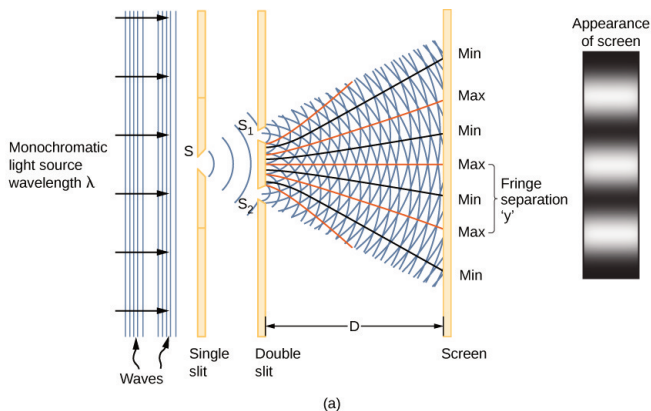 Appearance
of screen
Min
Max
Min
Max
Min
Max
Min
Fringe
separation
'y'
S₁
S
S₂
Monochromatic
light source
wavelength λ
D
Single
slit
Double
slit
Screen
Waves
(a)